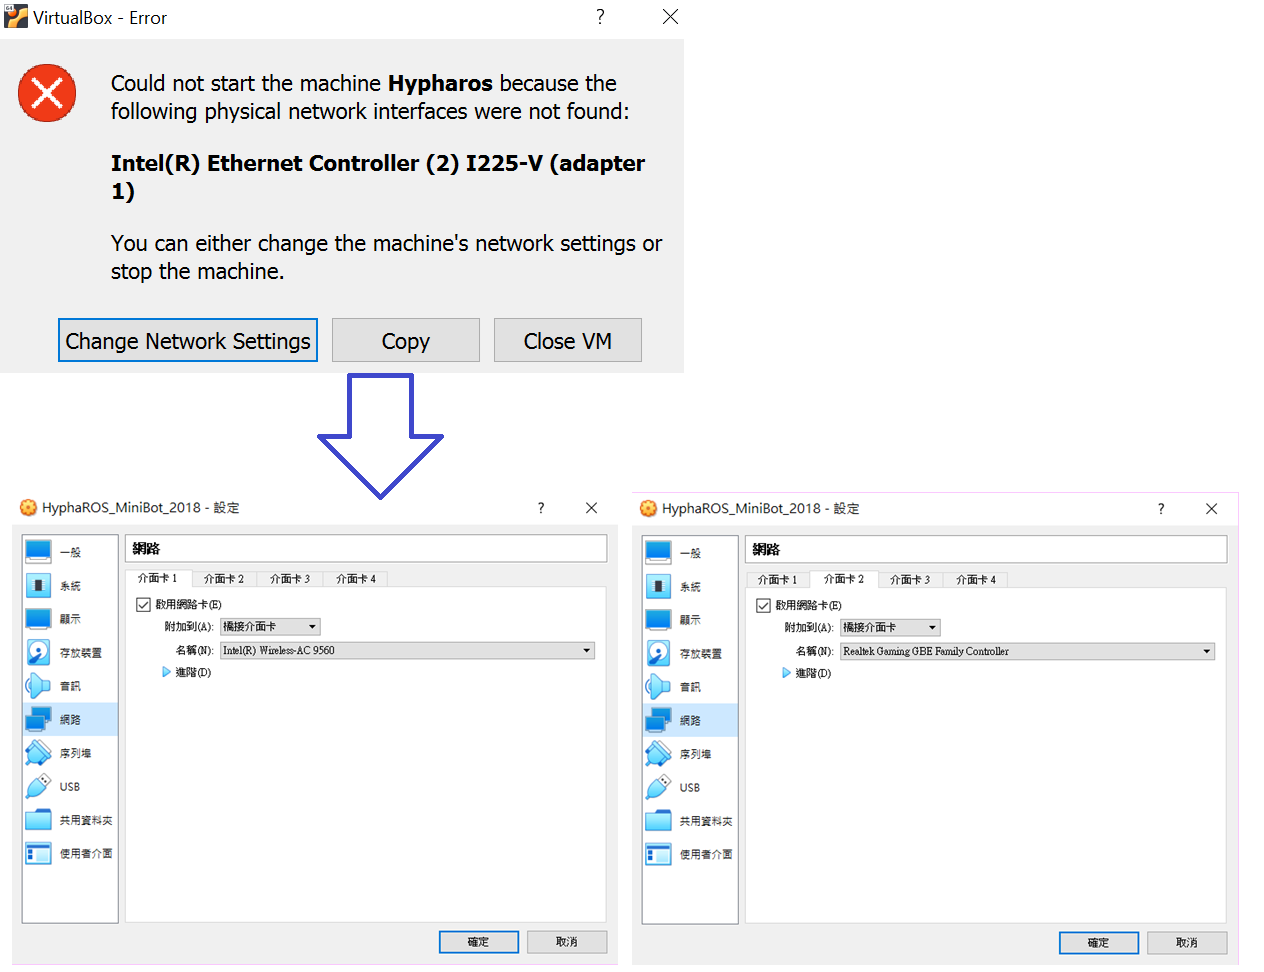 VirtualBox - Error
?
Could not start the machine Hypharos because the
following physical network interfaces were not found:
Intel(R) Ethernet Controller (2) I225-V (adapter
1)
You can either change the machine's network settings or
stop the machine.
Change Network Settings
Copy
Close VM
HyphaROS_MiniBot_2018 - 設定
?
一般
系統
顯示
存放裝置
音訊
網路
序列埠
USB
共用資料夾
使用者介面
網路
介面卡 1
介面卡 2
介面卡 3
介面卡 4
啟用網路卡(E)
附加到(A): 橋接介面卡
名稱(N): Intel(R) Wireless-AC 9560
進階(D)
確定
取消
HyphaROS_MiniBot_2018 - 設定
?
一般
系統
顯示
存放裝置
音訊
網路
序列埠
USB
共用資料夾
使用者介面
網路
介面卡 1
介面卡 2
介面卡 3
介面卡 4
啟用網路卡(E)
附加到(A): 橋接介面卡
名稱(N): Realtek Gaming GBE Family Controller
進階(D)
確定
取消